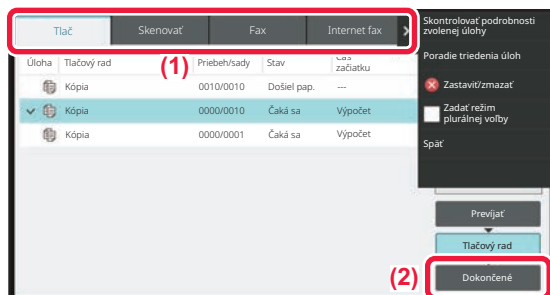 Tlač Skenovať Fax Internet fax
(1)
Úloha Tlačový rad Priebeh/sady Stav Čas začiatku
Kópia 0010/0010 Došiel pap. ---
Kópia 0000/0010 Čaká sa Výpočet
Kópia 0000/0001 Čaká sa Výpočet
Skontrolovať podrobnosti
zvolenej úlohy
Poradie triedenia úloh
Zastaviť/zmazať
Zadať režim
plurálnej voľby
Späť
Prevíjať
Tlačový rad
(2)
Dokončené